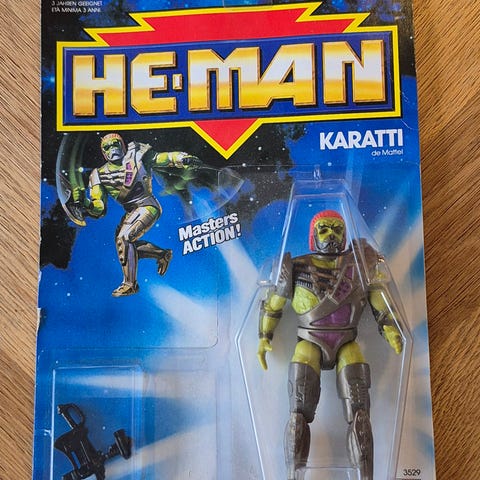 3 JAHREN GEEIGNET
ETÀ MINIMA 3 ANNI.
HE-MAN
KARATTI
de Mattel
Masters
ACTION!
3529